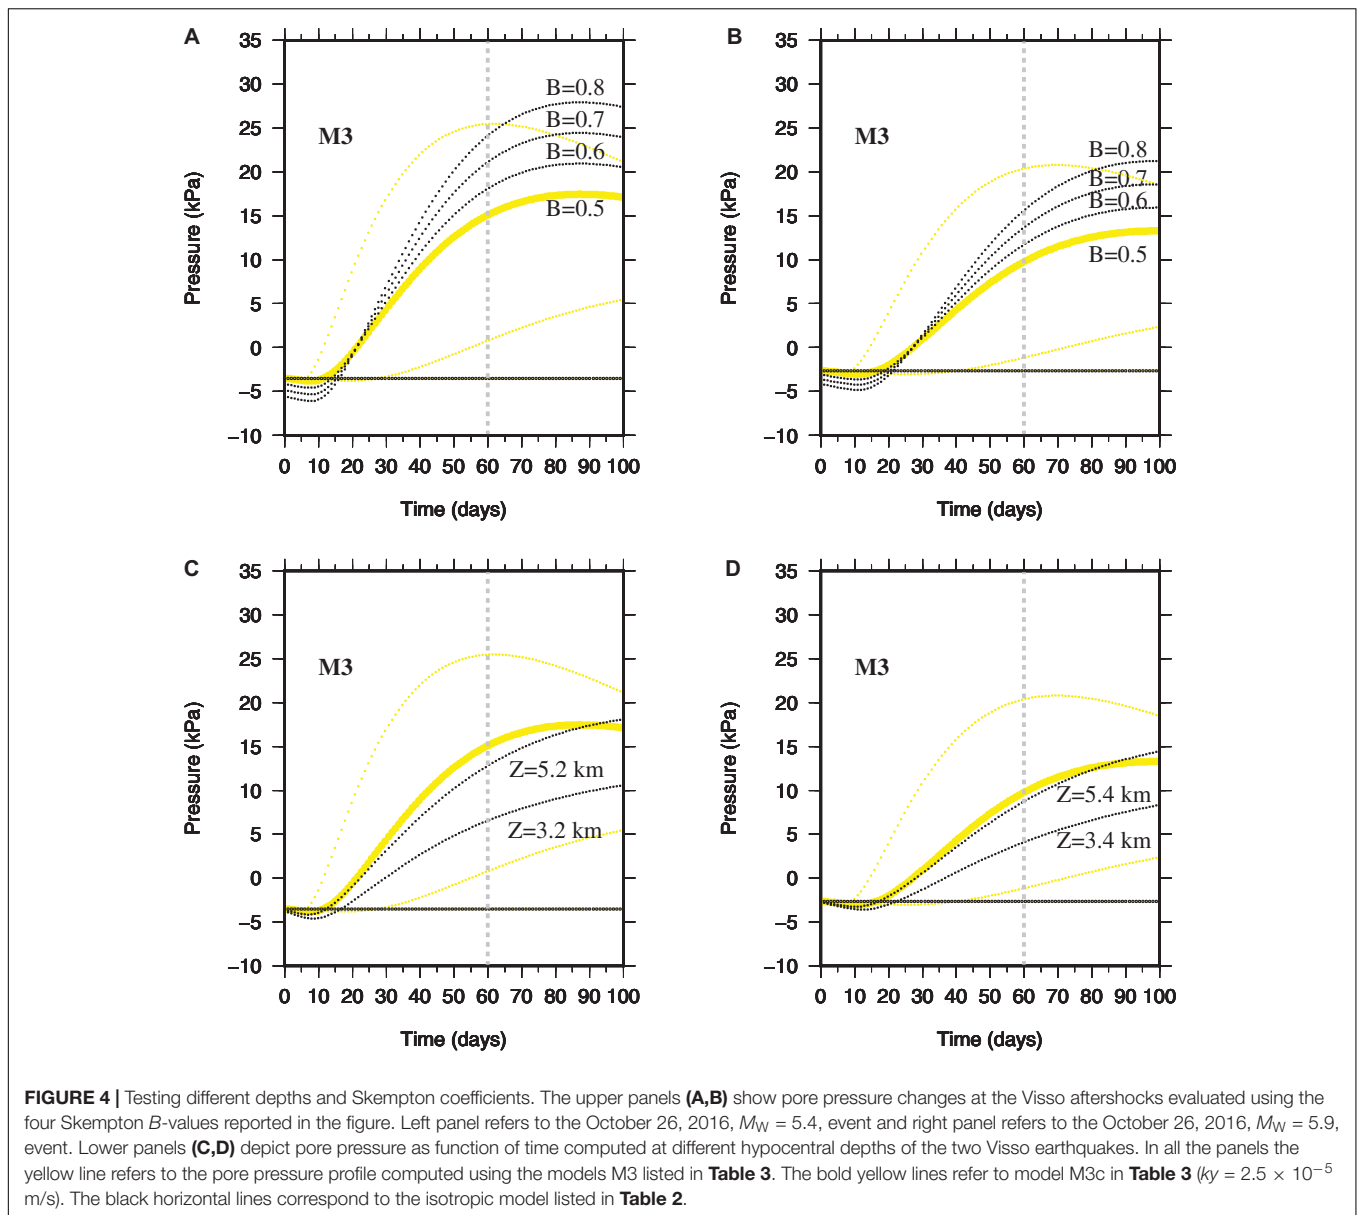 A
35
30
25
20
15
10
5
0
−5
−10
Pressure (kPa)
M3
B=0.8
B=0.7
B=0.6
B=0.5
0 10 20 30 40 50 60 70 80 90 100
Time (days)
B
35
30
25
20
15
10
5
0
−5
−10
Pressure (kPa)
M3
B=0.8
B=0.7
B=0.6
B=0.5
0 10 20 30 40 50 60 70 80 90 100
Time (days)
C
35
30
25
20
15
10
5
0
−5
−10
Pressure (kPa)
M3
Z=5.2 km
Z=3.2 km
0 10 20 30 40 50 60 70 80 90 100
Time (days)
D
35
30
25
20
15
10
5
0
−5
−10
Pressure (kPa)
M3
Z=5.4 km
Z=3.4 km
0 10 20 30 40 50 60 70 80 90 100
Time (days)
FIGURE 4 | Testing different depths and Skempton coefficients. The upper panels (A,B) show pore pressure changes at the Visso aftershocks evaluated using the
four Skempton B-values reported in the figure. Left panel refers to the October 26, 2016, MW = 5.4, event and right panel refers to the October 26, 2016, MW = 5.9,
event. Lower panels (C,D) depict pore pressure as function of time computed at different hypocentral depths of the two Visso earthquakes. In all the panels the
yellow line refers to the pore pressure profile computed using the models M3 listed in Table 3. The bold yellow lines refer to model M3c in Table 3 (ky = 2.5 × 10−5
m/s). The black horizontal lines correspond to the isotropic model listed in Table 2.